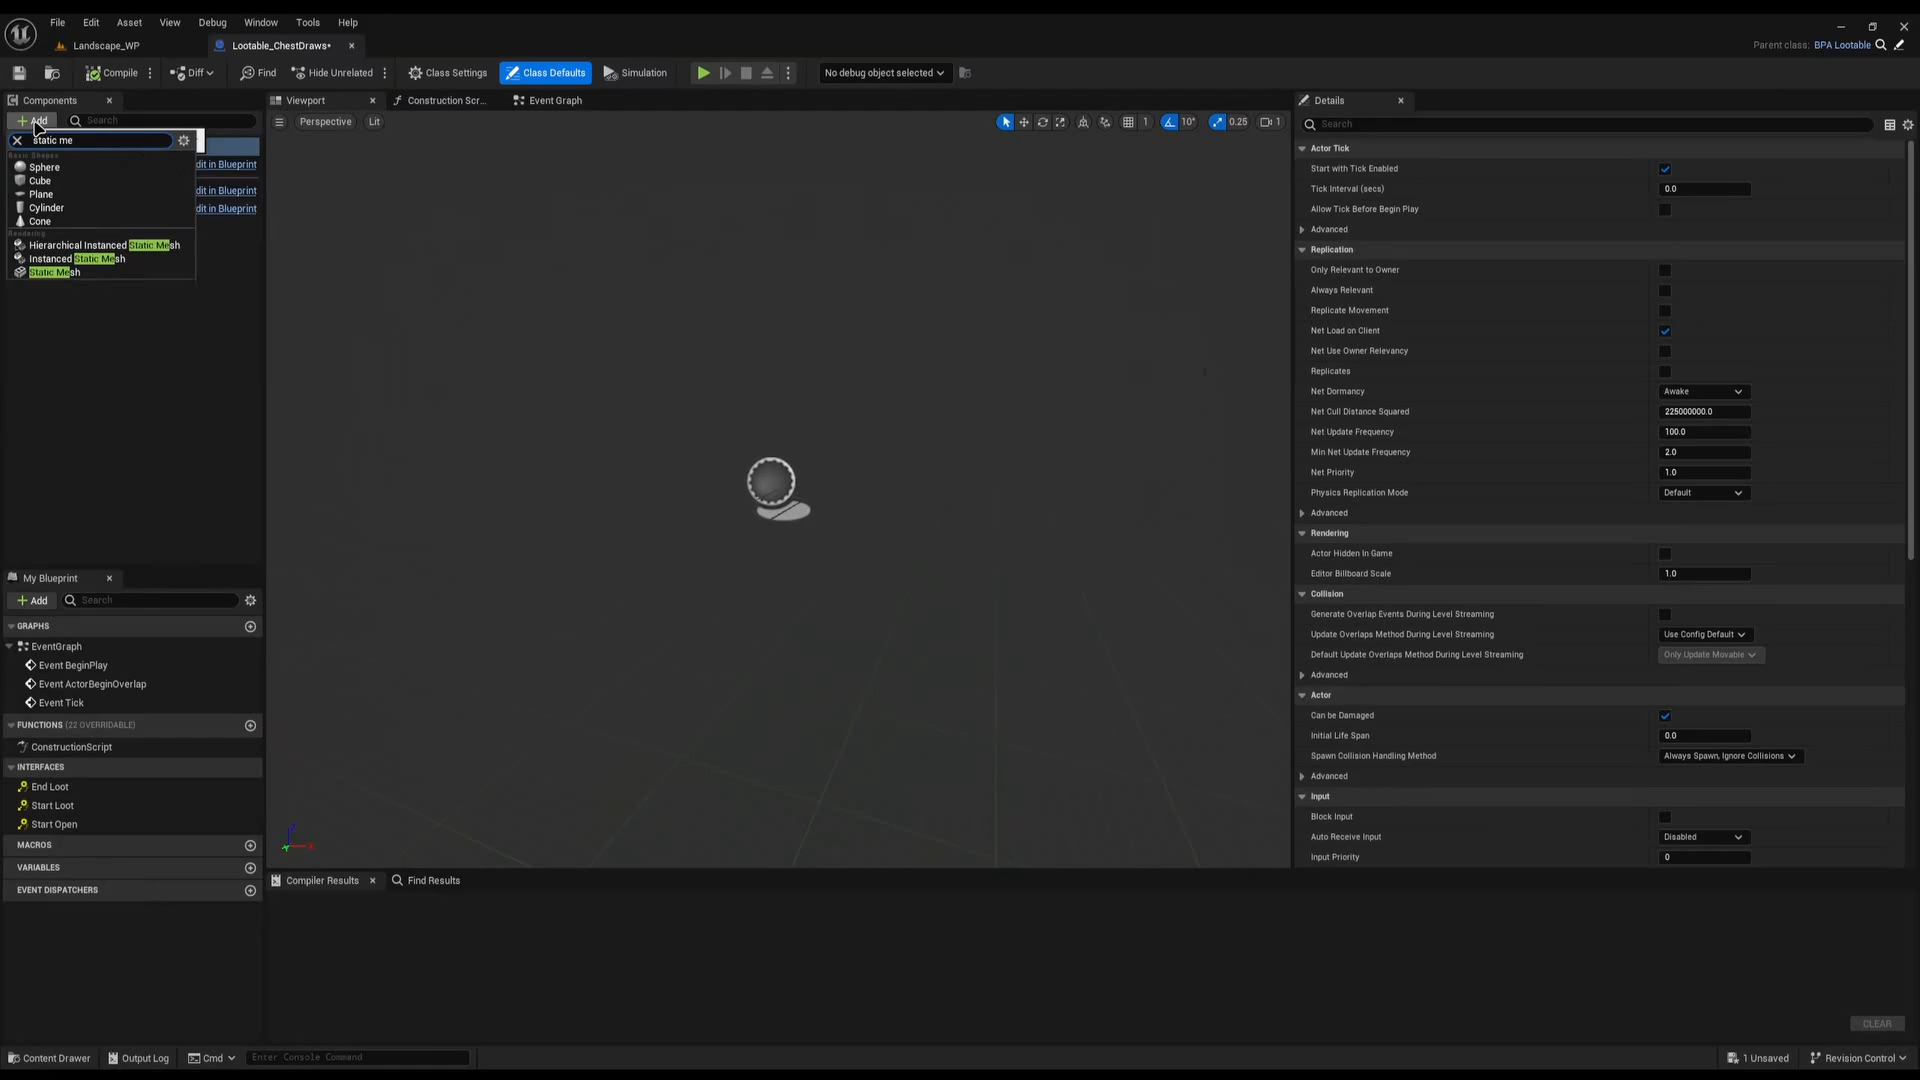 File Edit Asset View Debug Window Tools Help
Landscape_WP
Lootable_ChestDraws*
Parent class: BPA Lootable
Compile
Diff
Find
Hide Unrelated
Class Settings
Class Defaults
Simulation
No debug object selected
Components
Viewport
Construction Scr...
Event Graph
Details
Add
Search
Perspective
Lit
1
10°
0.25
1
Search
static me
Basic Shapes
Sphere
Cube
Plane
Cylinder
Cone
Rendering
Hierarchical Instanced Static Mesh
Instanced Static Mesh
Static Mesh
dit in Blueprint
dit in Blueprint
dit in Blueprint
Actor Tick
Start with Tick Enabled
Tick Interval (secs) 0.0
Allow Tick Before Begin Play
Advanced
Replication
Only Relevant to Owner
Always Relevant
Replicate Movement
Net Load on Client
Net Use Owner Relevancy
Replicates
Net Dormancy Awake
Net Cull Distance Squared 225000000.0
Net Update Frequency 100.0
Min Net Update Frequency 2.0
Net Priority 1.0
Physics Replication Mode Default
Advanced
Rendering
Actor Hidden In Game
Editor Billboard Scale 1.0
Collision
Generate Overlap Events During Level Streaming
Update Overlaps Method During Level Streaming Use Config Default
Default Update Overlaps Method During Level Streaming Only Update Movable
Advanced
Actor
Can be Damaged
Initial Life Span 0.0
Spawn Collision Handling Method Always Spawn, Ignore Collisions
Advanced
Input
Block Input
Auto Receive Input Disabled
Input Priority 0
My Blueprint
Add
Search
GRAPHS
EventGraph
Event BeginPlay
Event ActorBeginOverlap
Event Tick
FUNCTIONS (22 OVERRIDABLE)
ConstructionScript
INTERFACES
End Loot
Start Loot
Start Open
MACROS
VARIABLES
EVENT DISPATCHERS
Compiler Results
Find Results
CLEAR
Content Drawer
Output Log
Cmd
Enter Console Command
1 Unsaved
Revision Control